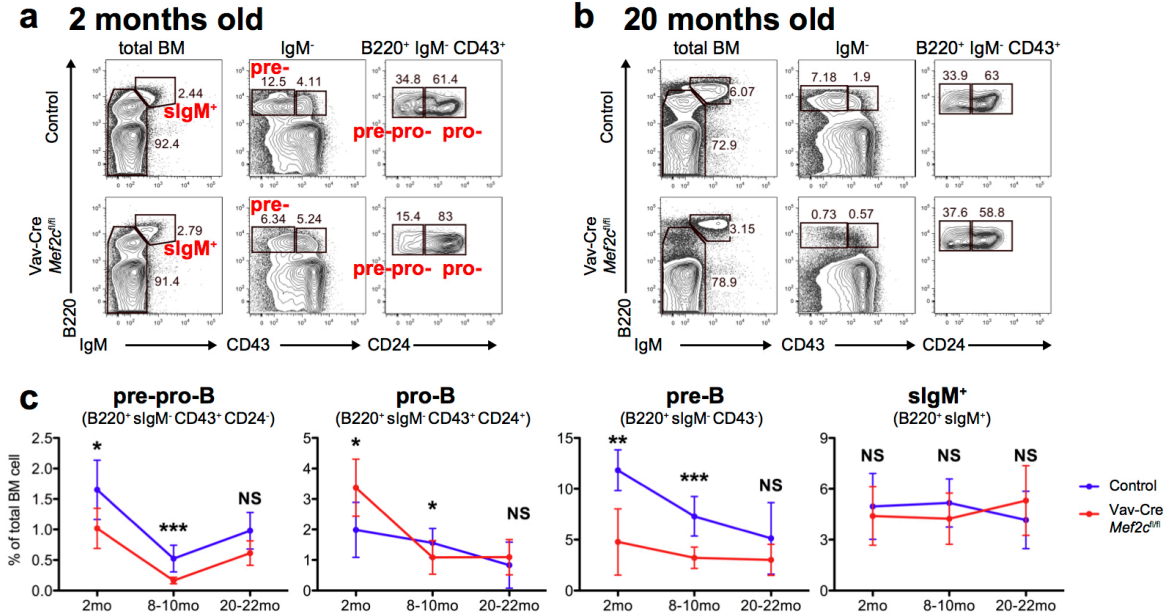 a 2 months old
total BM IgM- B220+ IgM- CD43+
Control
2.44
sIgM+
92.4
pre-
12.5 4.11
34.8 61.4
pre-pro- pro-
Vav-Cre
Mef2cfl/fl
2.79
sIgM+
91.4
pre-
6.34 5.24
15.4 83
pre-pro- pro-
B220
IgM CD43 CD24
b 20 months old
total BM IgM- B220+ IgM- CD43+
Control
6.07
72.9
7.18 1.9
33.9 63
Vav-Cre
Mef2cfl/fl
3.15
78.9
0.73 0.57
37.6 58.8
B220
IgM CD43 CD24
c
pre-pro-B
(B220+ sIgM- CD43+ CD24-)
% of total BM cell
2.5
2.0
1.5
1.0
0.5
0.0
* *** NS
2mo 8-10mo 20-22mo
pro-B
(B220+ sIgM- CD43+ CD24+)
5
4
3
2
1
0
* * NS
2mo 8-10mo 20-22mo
pre-B
(B220+ sIgM- CD43-)
15
10
5
0
** *** NS
2mo 8-10mo 20-22mo
sIgM+
(B220+ sIgM+)
9
6
3
0
NS NS NS
2mo 8-10mo 20-22mo
Control
Vav-Cre
Mef2cfl/fl